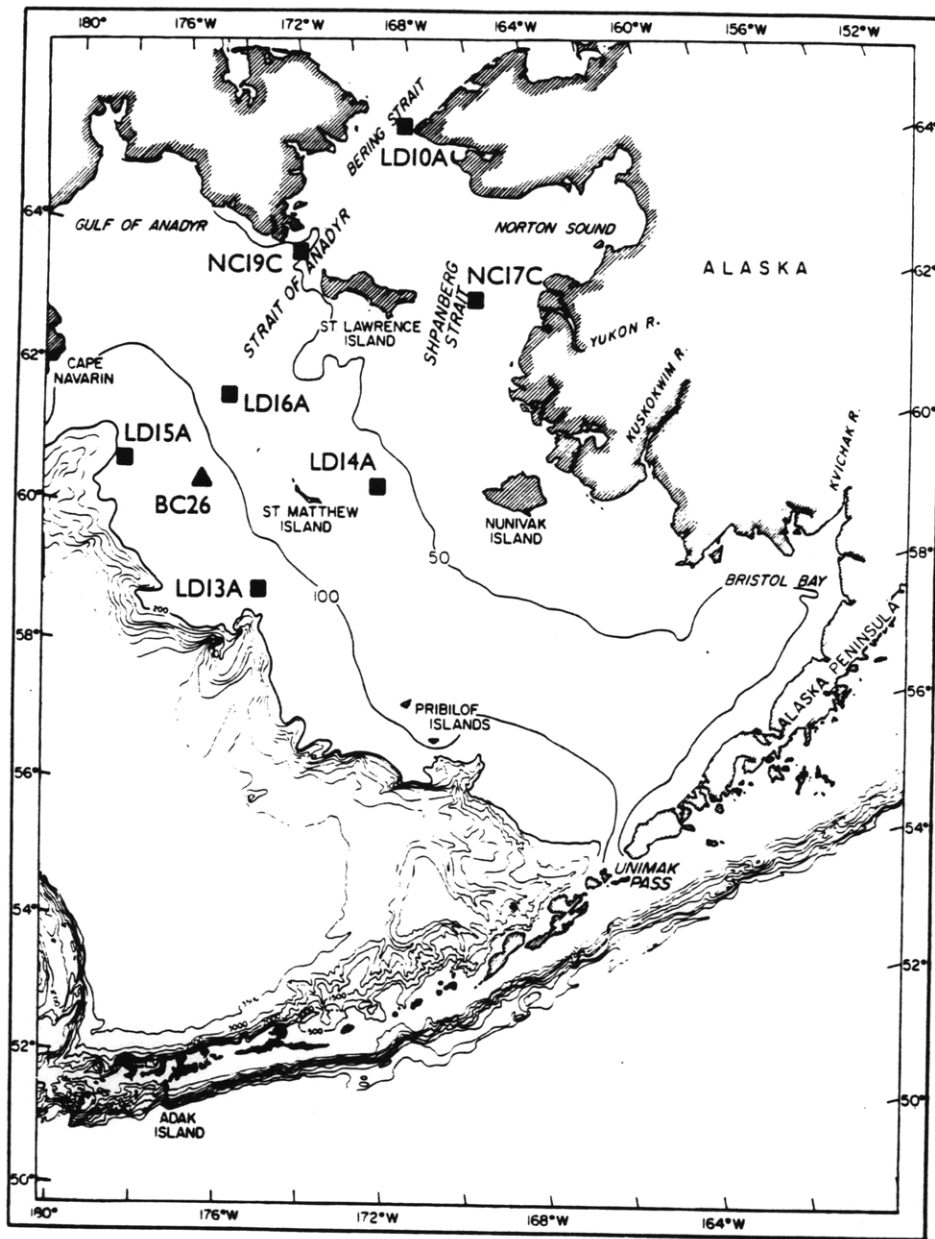 180° 176°W 172°W 168°W 164°W 160°W 156°W 152°W
BERING STRAIT
64°
LD10A
64°
GULF OF ANADYR
NORTON SOUND
NC19C
STRAIT OF ANADYR
NC17C
ALASKA
62°
SHPANBERG
STRAIT
ST LAWRENCE
ISLAND
YUKON R.
62°
CAPE
NAVARIN
LD16A
KUSKOKWIM R.
60°
KVICHAK R.
LD15A
LD14A
60°
BC26
ST MATTHEW
ISLAND
NUNIVAK
ISLAND
58°
50
BRISTOL BAY
LD13A
100
200
58°
ALASKA PENINSULA
56°
PRIBILOF
ISLANDS
56°
54°
UNIMAK
PASS
54°
52°
3000
500
52°
50°
ADAK
ISLAND
50°
180° 176°W 172°W 168°W 164°W